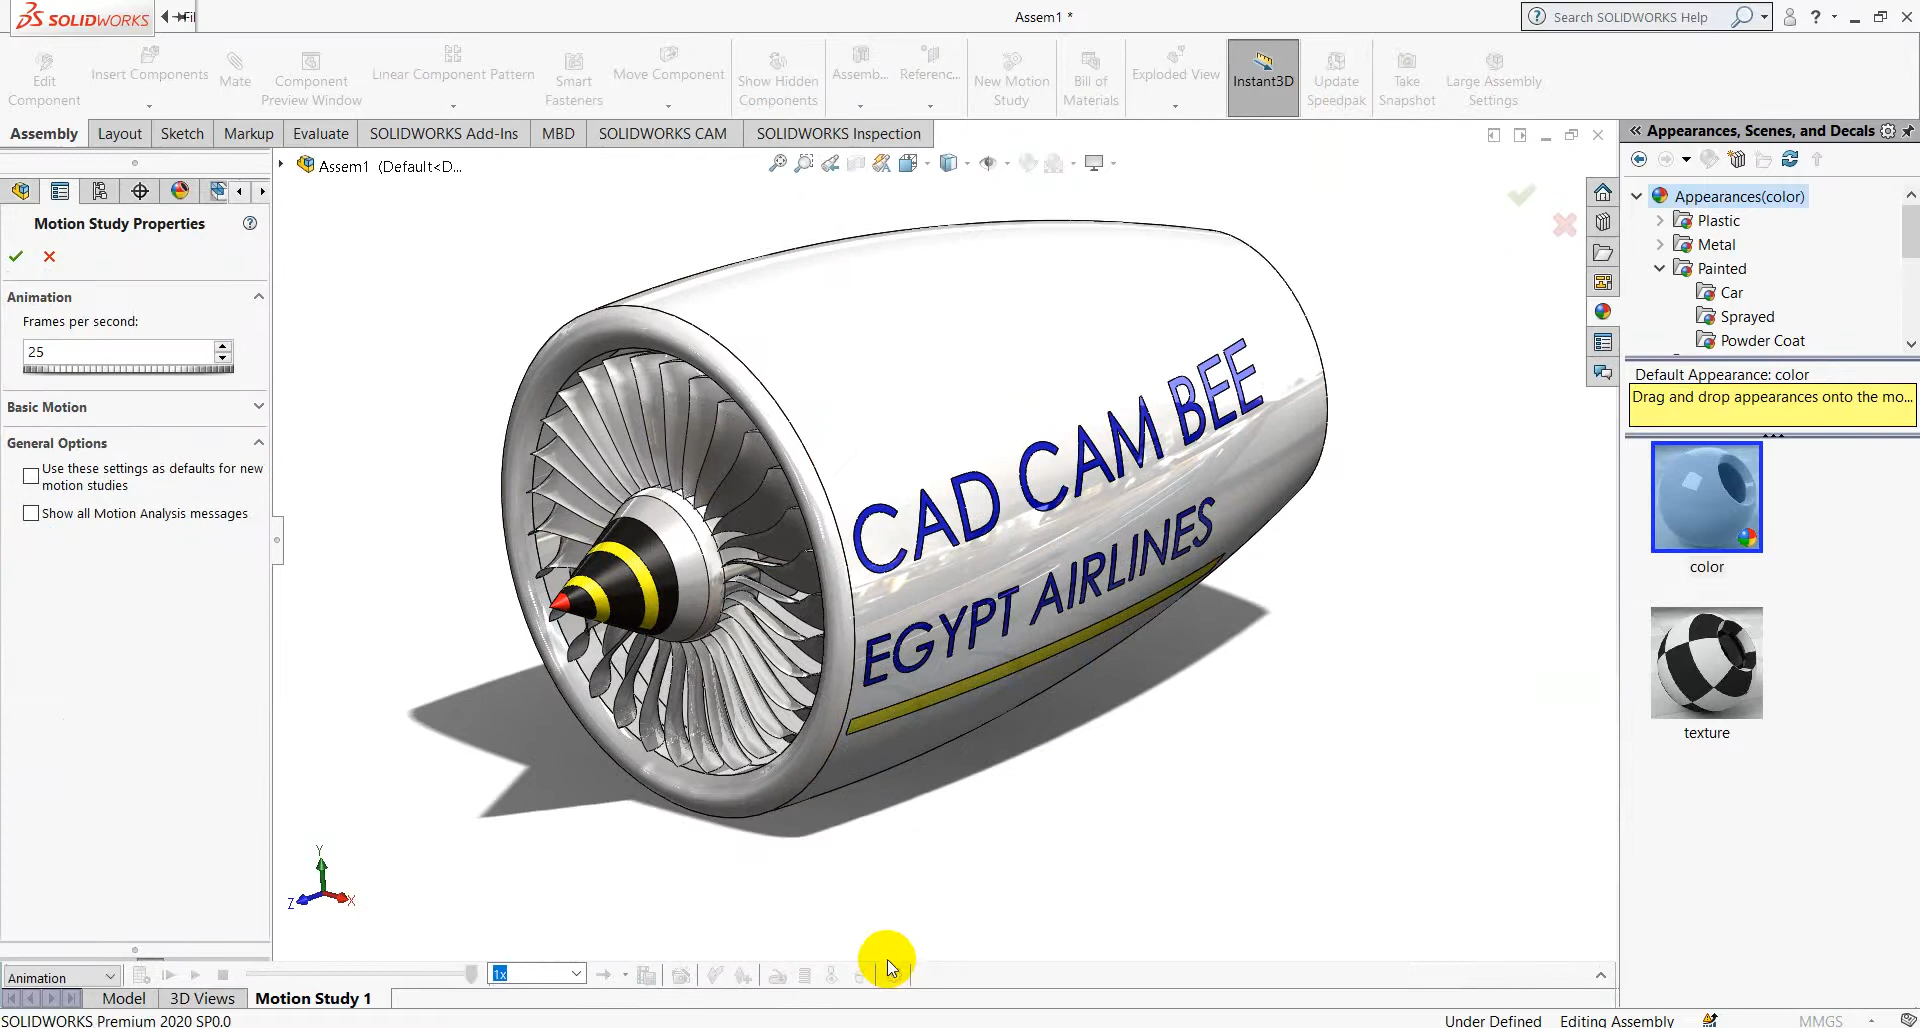 SOLIDWORKS
Fil
Assem1 *
Search SOLIDWORKS Help
?
Edit Component
Insert Components
Mate
Component Preview Window
Linear Component Pattern
Smart Fasteners
Move Component
Show Hidden Components
Assemb...
Referenc...
New Motion Study
Bill of Materials
Exploded View
Instant3D
Update Speedpak
Take Snapshot
Large Assembly Settings
Assembly
Layout
Sketch
Markup
Evaluate
SOLIDWORKS Add-Ins
MBD
SOLIDWORKS CAM
SOLIDWORKS Inspection
Assem1 (Default<D...
Motion Study Properties
Animation
Frames per second:
25
Basic Motion
General Options
Use these settings as defaults for new
motion studies
Show all Motion Analysis messages
CAD CAM BEE
EGYPT AIRLINES
Y
Z
X
Appearances, Scenes, and Decals
Appearances(color)
Plastic
Metal
Painted
Car
Sprayed
Powder Coat
Default Appearance: color
Drag and drop appearances onto the mo...
color
texture
Animation
1x
Model
3D Views
Motion Study 1
SOLIDWORKS Premium 2020 SP0.0
Under Defined
Editing Assembly
MMGS